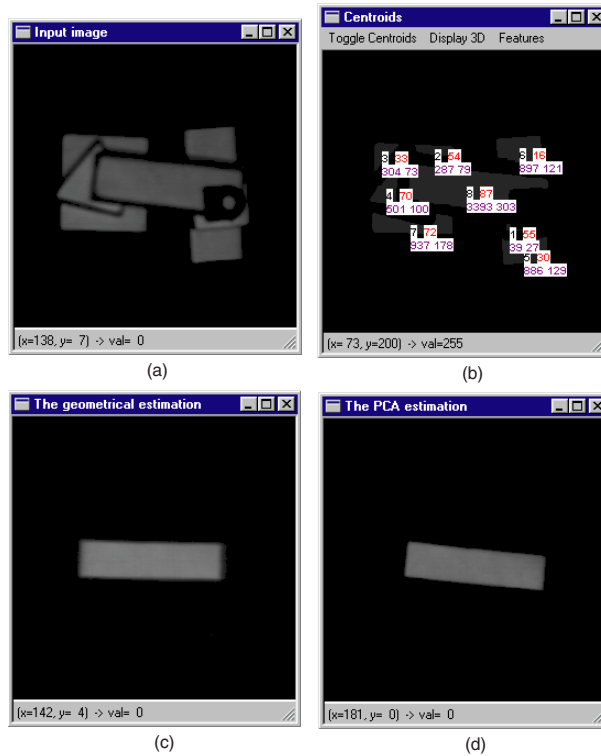 Input image
(x=138, y= 7) -> val= 0
(a)
Centroids
Toggle Centroids Display 3D Features
3 33
304 73
2 54
287 79
6 16
897 121
4 70
501 100
8 87
3393 303
7 72
937 178
1 55
39 27
5 30
886 129
(x= 73, y=200) -> val=255
(b)
The geometrical estimation
(x=142, y= 4) -> val= 0
(c)
The PCA estimation
(x=181, y= 0) -> val= 0
(d)